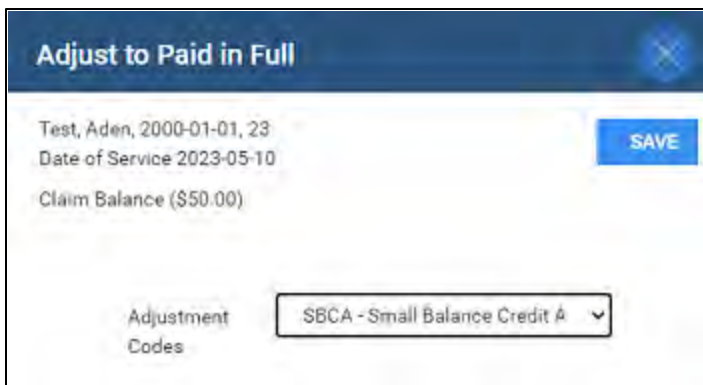 Adjust to Paid in Full
Test, Aden, 2000-01-01, 23
SAVE
Date of Service 2023-05-10
Claim Balance ($50.00)
Adjustment Codes
SBCA - Small Balance Credit A